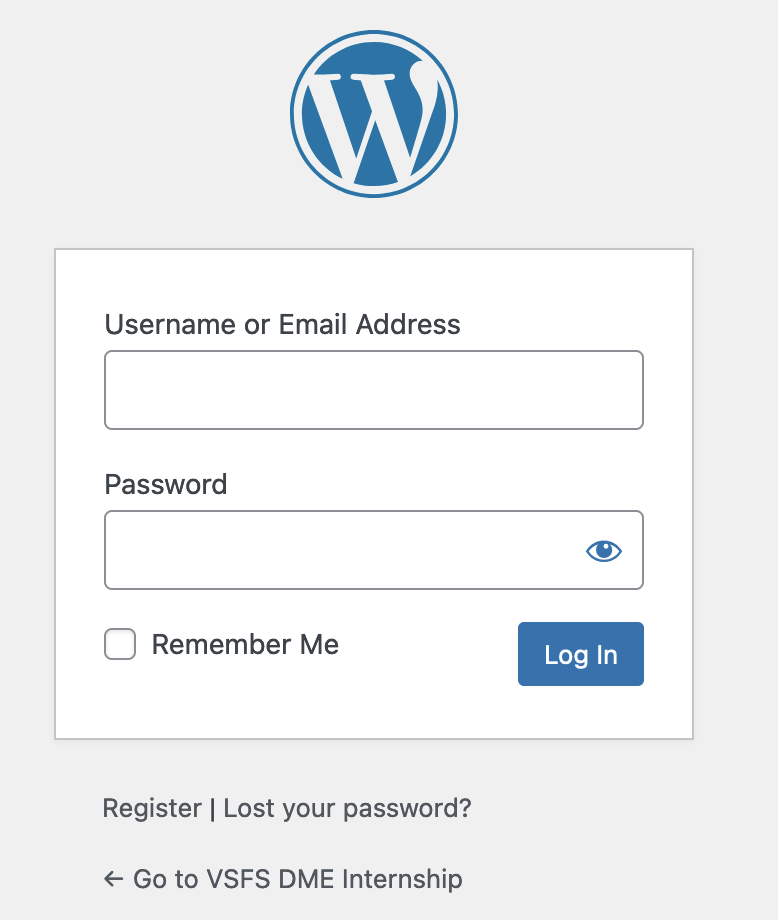 Username or Email Address
Password
Remember Me
Log In
Register | Lost your password?
← Go to VSFS DME Internship